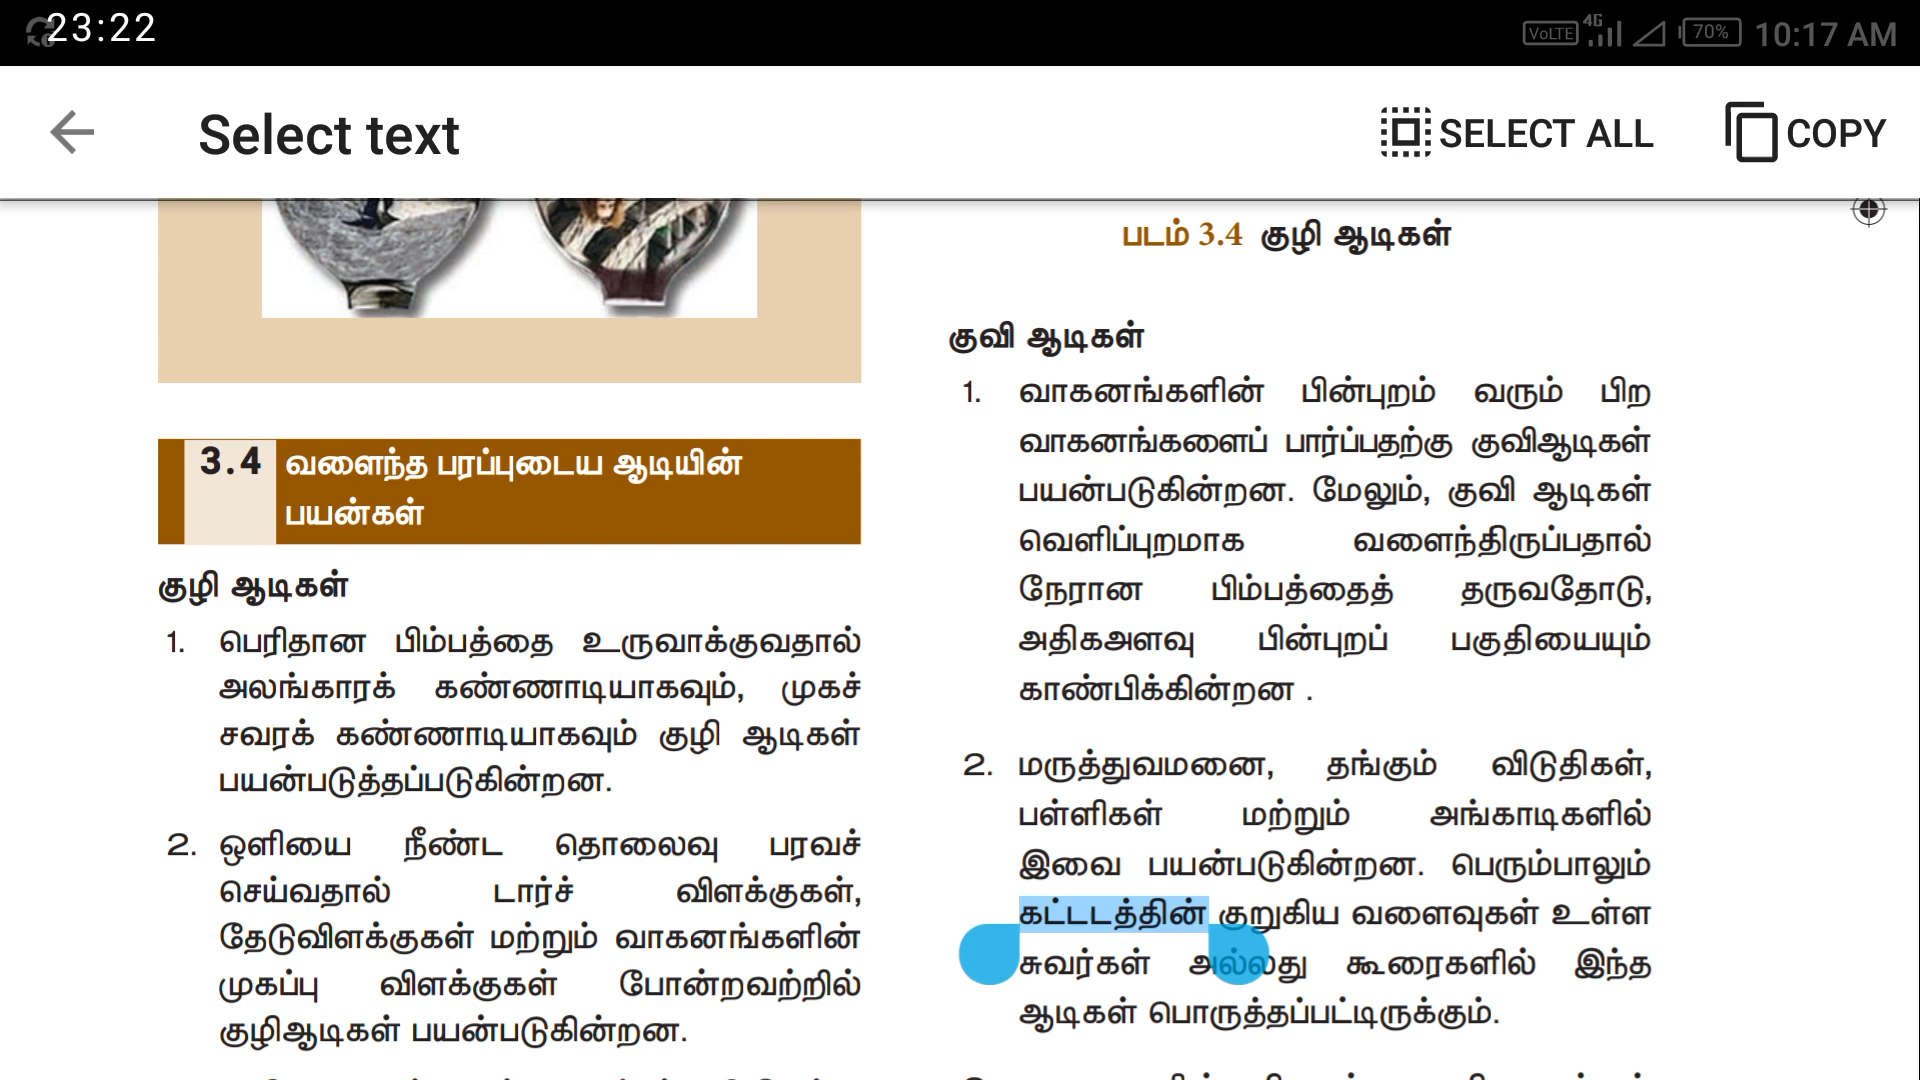 23:22
VoLTE 4G 70% 10:17 AM
Select text
SELECT ALL
COPY
3.4 வளைந்த பரப்புடைய ஆடியின்
பயன்கள்
குழி ஆடிகள்
1. பெரிதான பிம்பத்தை உருவாக்குவதால்
அலங்காரக் கண்ணாடியாகவும், முகச்
சவரக் கண்ணாடியாகவும் குழி ஆடிகள்
பயன்படுத்தப்படுகின்றன.
2. ஒளியை நீண்ட தொலைவு பரவச்
செய்வதால் டார்ச் விளக்குகள்,
தேடுவிளக்குகள் மற்றும் வாகனங்களின்
முகப்பு விளக்குகள் போன்றவற்றில்
குழிஆடிகள் பயன்படுகின்றன.
படம் 3.4 குழி ஆடிகள்
குவி ஆடிகள்
1. வாகனங்களின் பின்புறம் வரும் பிற
வாகனங்களைப் பார்ப்பதற்கு குவிஆடிகள்
பயன்படுகின்றன. மேலும், குவி ஆடிகள்
வெளிப்புறமாக வளைந்திருப்பதால்
நேரான பிம்பத்தைத் தருவதோடு,
அதிகஅளவு பின்புறப் பகுதியையும்
காண்பிக்கின்றன .
2. மருத்துவமனை, தங்கும் விடுதிகள்,
பள்ளிகள் மற்றும் அங்காடிகளில்
இவை பயன்படுகின்றன. பெரும்பாலும்
கட்டடத்தின் குறுகிய வளைவுகள் உள்ள
சுவர்கள் அல்லது கூரைகளில் இந்த
ஆடிகள் பொருத்தப்பட்டிருக்கும்.